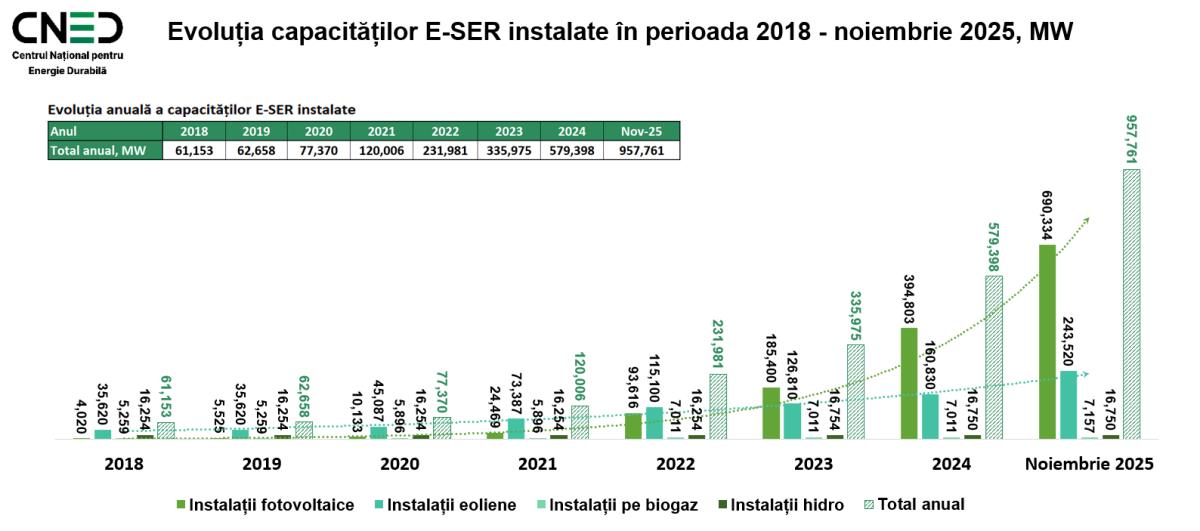 CNED
Centrul Național pentru
Energie Durabilă
Evoluția capacităților E-SER instalate în perioada 2018 - noiembrie 2025, MW
Evoluția anuală a capacităților E-SER instalate
Anul 2018 2019 2020 2021 2022 2023 2024 Nov-25
Total anual, MW 61,153 62,658 77,370 120,006 231,981 335,975 579,398 957,761
4,020 35,620 5,259 16,254 61,153
5,525 35,620 5,259 16,254 62,658
10,133 45,087 5,896 16,254 77,370
24,469 73,387 5,896 16,254 120,006
93,616 115,100 7,011 16,254 231,981
185,400 126,810 7,011 16,754 335,975
394,803 160,830 7,011 16,750 579,398
690,334 243,520 7,157 16,750 957,761
2018 2019 2020 2021 2022 2023 2024 Noiembrie 2025
Instalații fotovoltaice Instalații eoliene Instalații pe biogaz Instalații hidro Total anual